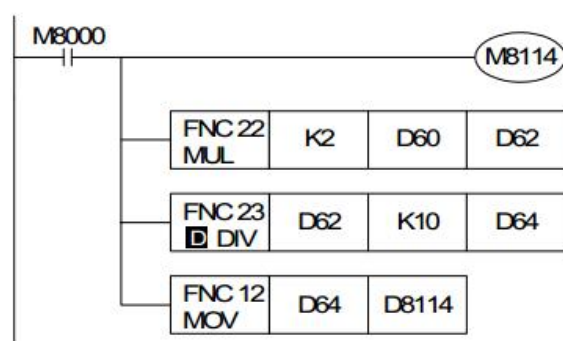 M8000
M8114
FNC 22 K2 D60 D62
MUL
FNC 23 D62 K10 D64
D DIV
FNC 12 D64 D8114
MOV